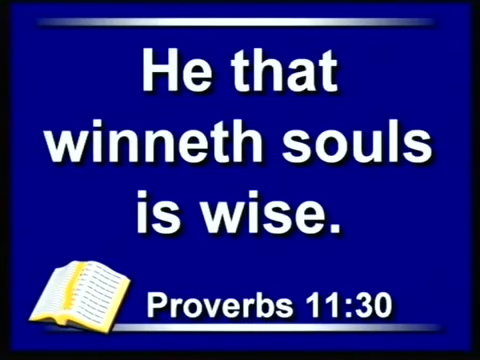 He that
winneth souls
is wise.
Proverbs 11:30